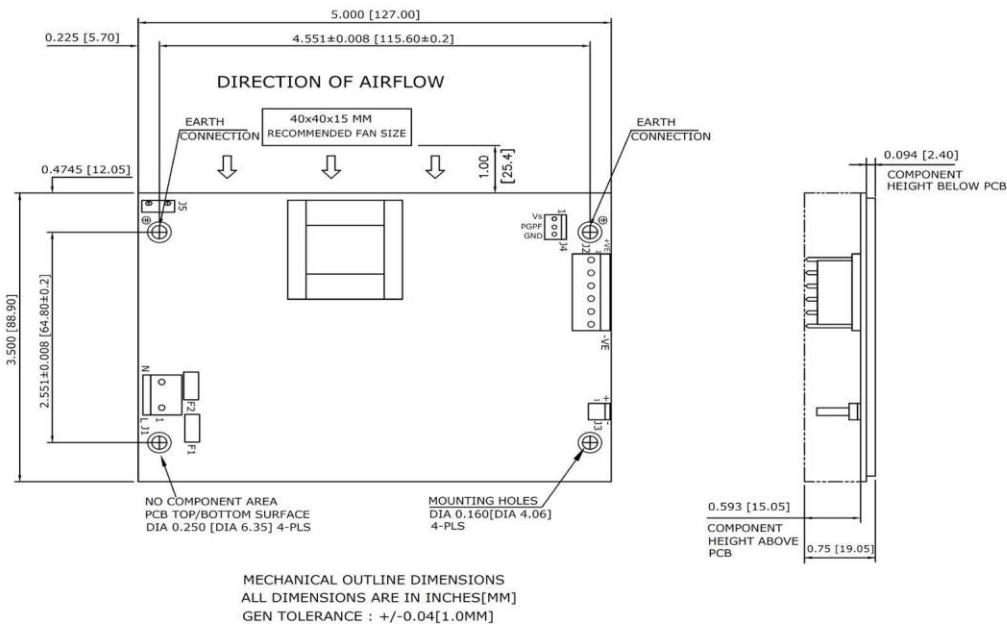 5.000 [127.00]
0.225 [5.70]
4.551±0.008 [115.60±0.2]
DIRECTION OF AIRFLOW
40x40x15 MM
RECOMMENDED FAN SIZE
EARTH
CONNECTION
EARTH
CONNECTION
1.00
[25.4]
0.4745 [12.05]
0.094 [2.40]
COMPONENT
HEIGHT BELOW PCB
J5
1
Vs
PGPF
GND
J4
J2
+VE
1
-VE
3.500 [88.90]
2.551±0.008 [64.80±0.2]
N
1
L
J1
F2
F1
+
1
-
J3
NO COMPONENT AREA
PCB TOP/BOTTOM SURFACE
DIA 0.250 [DIA 6.35] 4-PLS
MOUNTING HOLES
DIA 0.160[DIA 4.06]
4-PLS
0.593 [15.05]
COMPONENT
HEIGHT ABOVE
PCB
0.75 [19.05]
MECHANICAL OUTLINE DIMENSIONS
ALL DIMENSIONS ARE IN INCHES[MM]
GEN TOLERANCE : +/-0.04[1.0MM]